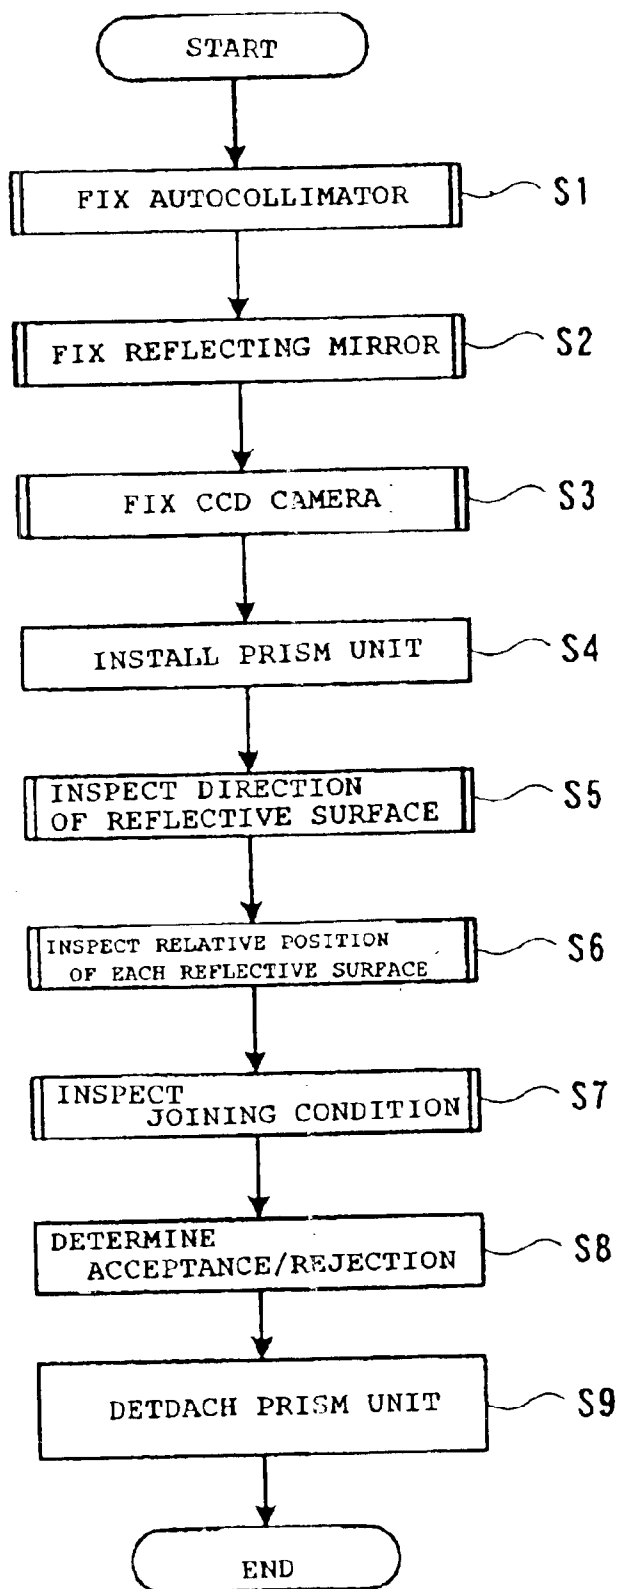 START
FIX AUTOCOLLIMATOR S1
FIX REFLECTING MIRROR S2
FIX CCD CAMERA S3
INSTALL PRISM UNIT S4
INSPECT DIRECTION
OF REFLECTIVE SURFACE S5
INSPECT RELATIVE POSITION
OF EACH REFLECTIVE SURFACE S6
INSPECT
JOINING CONDITION S7
DETERMINE
ACCEPTANCE/REJECTION S8
DETDACH PRISM UNIT S9
END